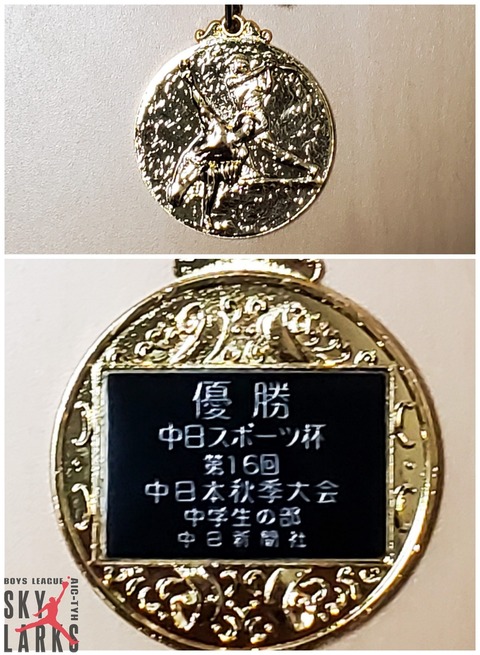 優勝
中日スポーツ杯
第16回
中日本秋季大会
中学生の部
中日新聞社
BOYS LEAGUE
AIC-TYH
SKY
LARKS